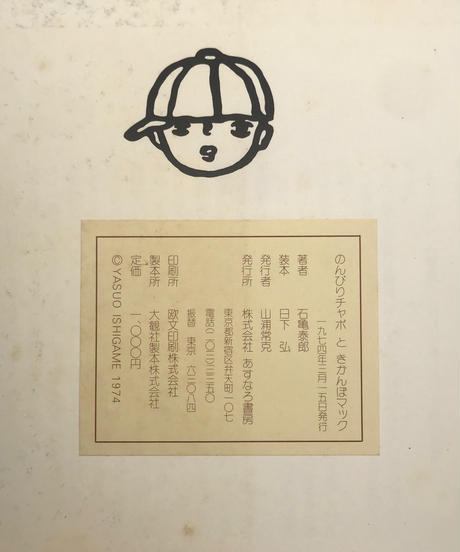 のんびりチャボ と きかんぼマック
一九七四年三月一五日発行
著者 石亀泰郎
装本 日下 弘
発行者 山浦常克
発行所 株式会社 あすなろ書房
東京都新宿区弁天町一〇七
電話(二〇三)三三五〇
振替 東京 六三〇八四
印刷所 欧文印刷株式会社
製本所 大観社製本株式会社
定価 一、〇〇〇円
© YASUO ISHIGAME 1974